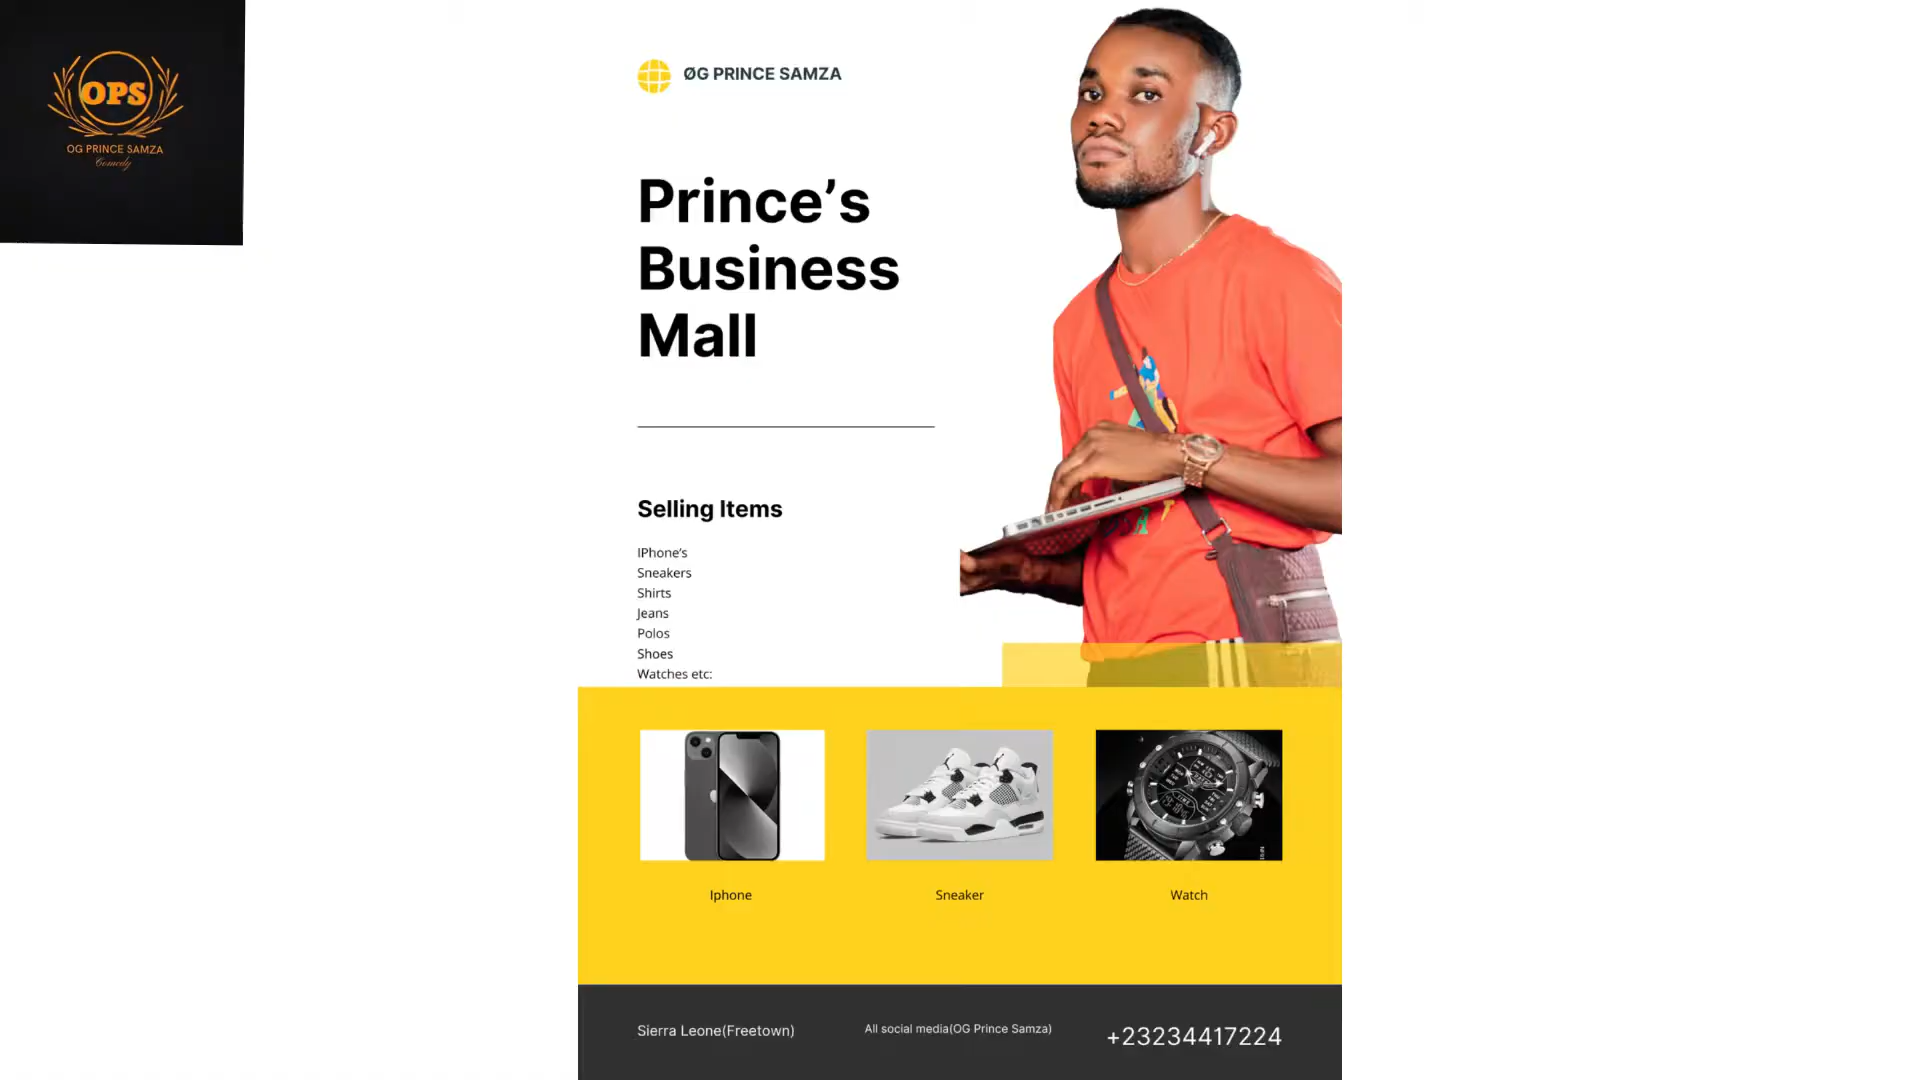 OPS
OG PRINCE SAMZA
Comedy
ØG PRINCE SAMZA
Prince’s
Business
Mall
Selling Items
IPhone’s
Sneakers
Shirts
Jeans
Polos
Shoes
Watches etc:
Iphone
Sneaker
Watch
Sierra Leone(Freetown)
All social media(OG Prince Samza)
+23234417224